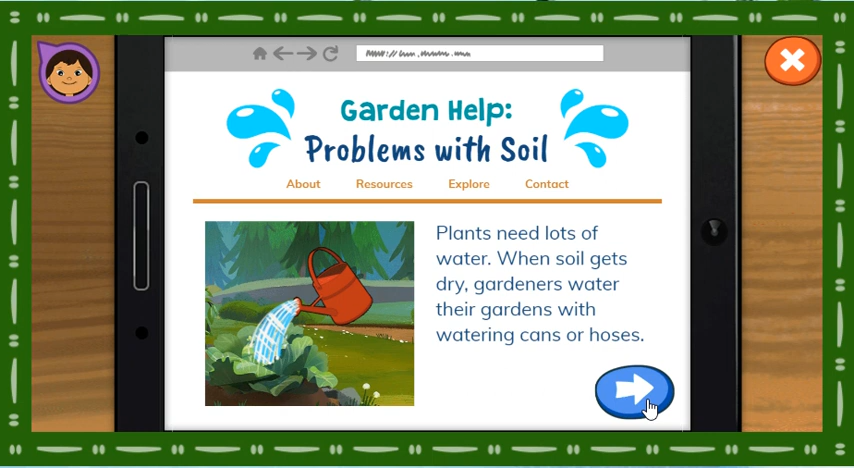 Garden Help:
Problems with Soil
About Resources Explore Contact
Plants need lots of
water. When soil gets
dry, gardeners water
their gardens with
watering cans or hoses.